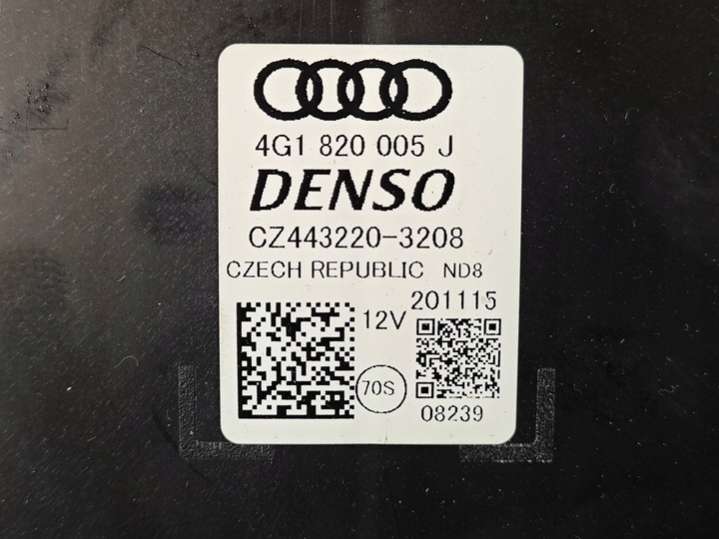 4G1 820 005 J
DENSO
CZ443220-3208
CZECH REPUBLIC ND8
201115
12V
70S
08239